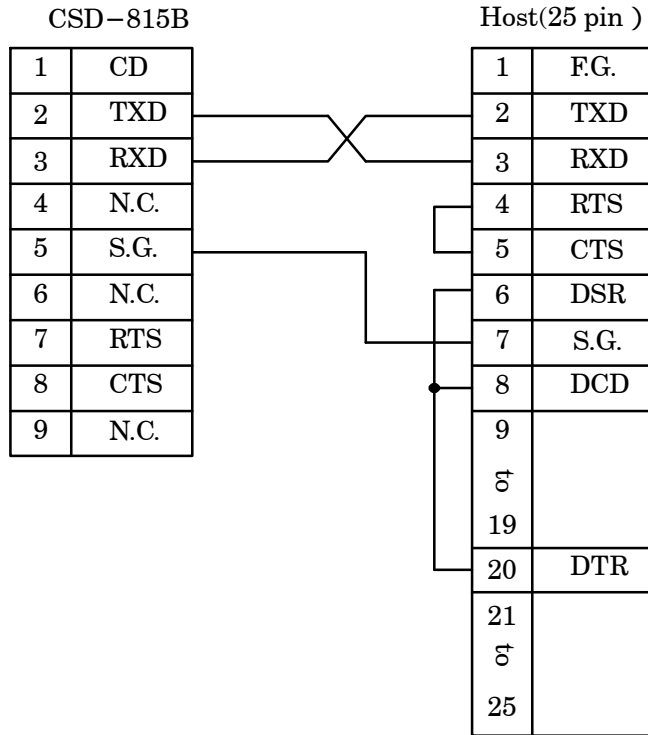 CSD−815B
1 CD
2 TXD
3 RXD
4 N.C.
5 S.G.
6 N.C.
7 RTS
8 CTS
9 N.C.
Host(25 pin )
1 F.G.
2 TXD
3 RXD
4 RTS
5 CTS
6 DSR
7 S.G.
8 DCD
9
to
19
20 DTR
21
to
25